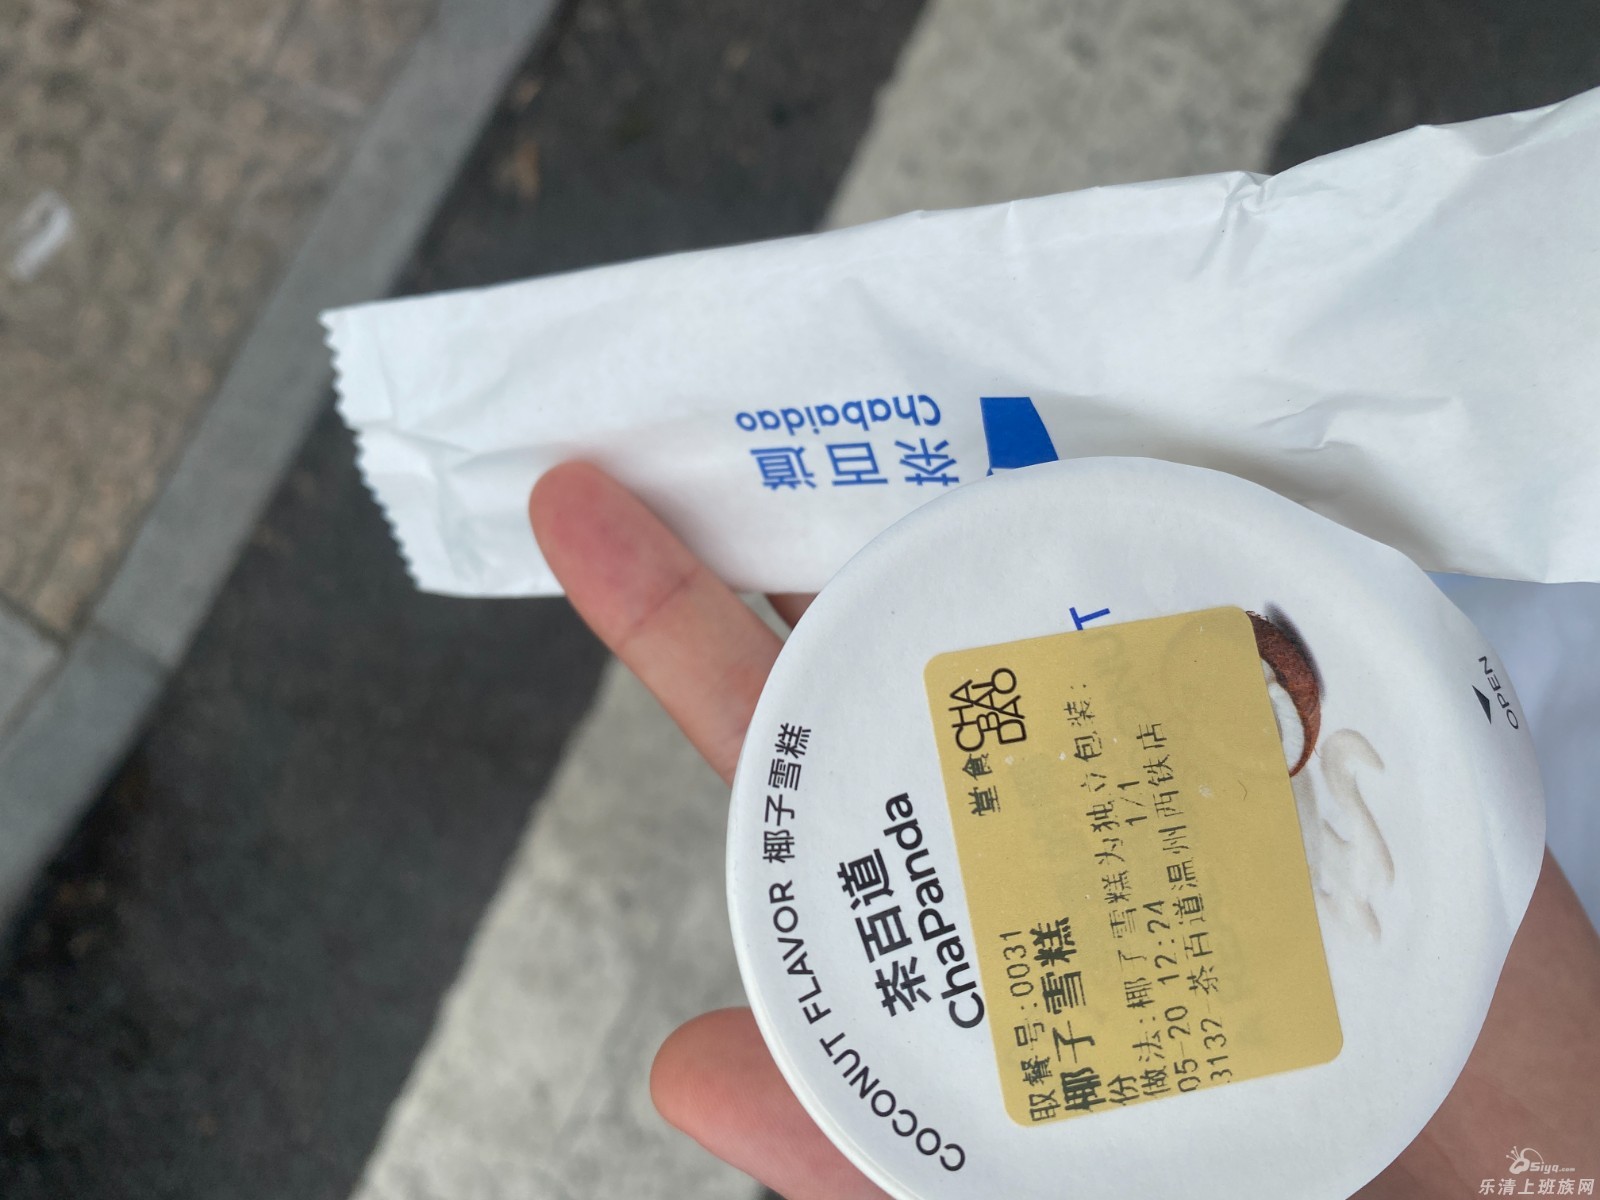 茶百道
Chabaidao
COCONUT FLAVOR 椰子雪糕
茶百道
ChaPanda
T
堂食
CHA
BAI
DAO
取餐号:0031
椰子雪糕
份
做法:椰子雪糕为独立包装;
1/1
05-20 12:24
3132-茶百道温州西铁店
OPEN
Siyq.com
乐清上班族网